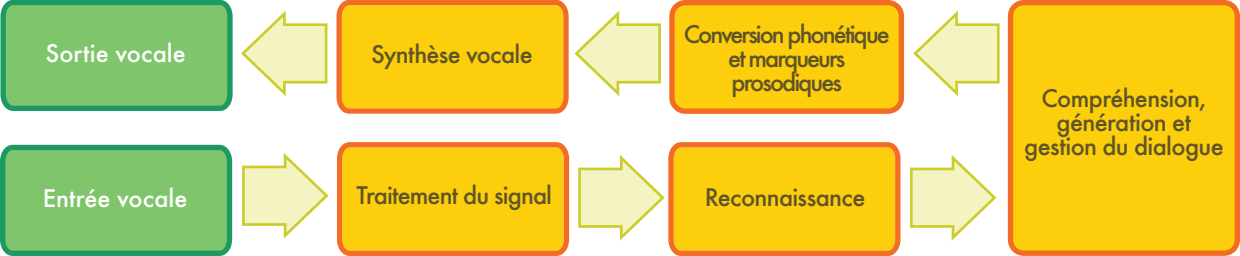 Sortie vocale
Synthèse vocale
Conversion phonétique
et marqueurs
prosodiques
Compréhension,
génération et
gestion du dialogue
Entrée vocale
Traitement du signal
Reconnaissance